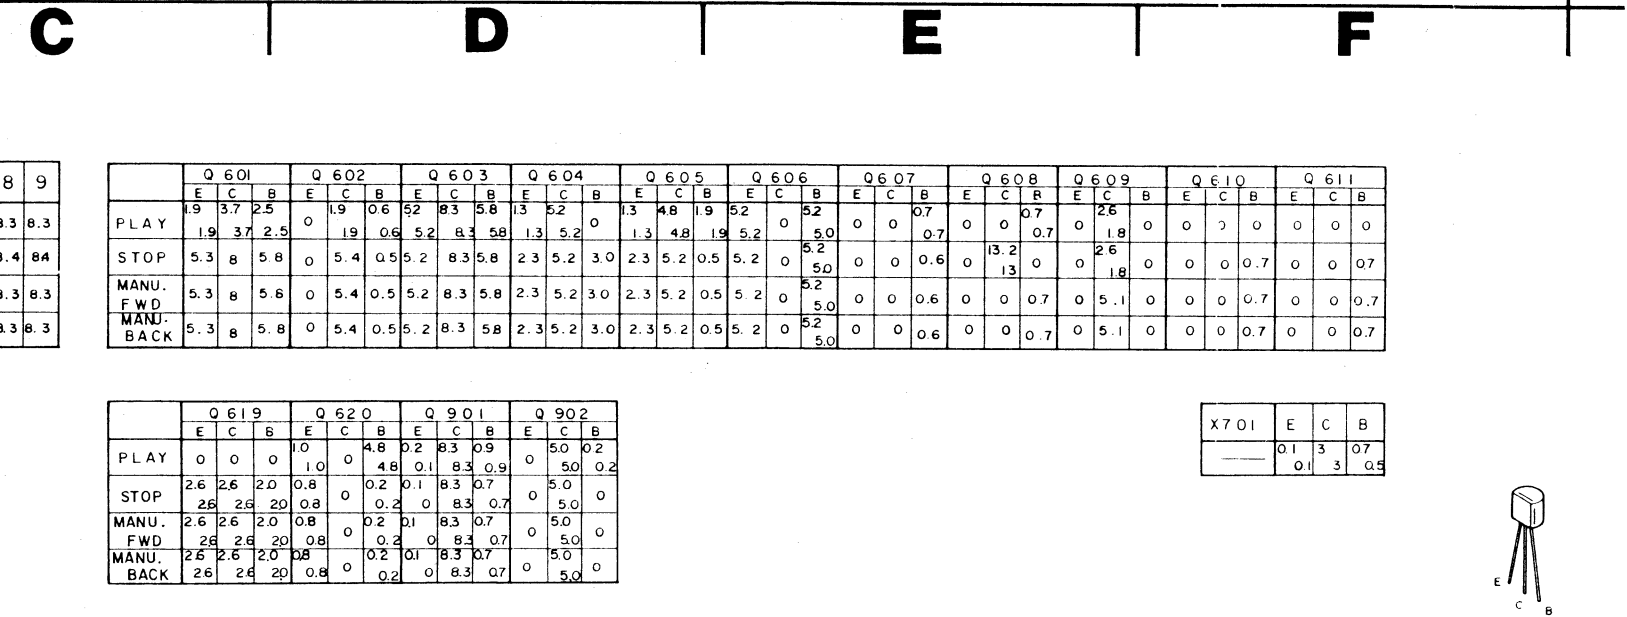 C D E F
8 9
8.3 8.3
8.4 84
8.3 8.3
8.3 8.3
Q 601 Q 602 Q 603 Q 604 Q 605 Q 606 Q607 Q 608 Q 609 Q 610 Q 611
E C B E C B E C B E C B E C B E C B E C B E C B E C B E C B E C B
1.9 3.7 2.5 1.9 0.6 52 8.3 5.8 1.3 5.2 1.3 4.8 1.9 5.2 52 0.7 0.7 2.6
PLAY 0 0 0 0 0 0 0 0 0 0 0 0 0 0 0
1.9 37 2.5 1.9 0.6 5.2 8.3 58 1.3 5.2 1.3 4.8 1.9 5.2 5.0 0.7 0.7 1.8
5.2 13.2 2.6
STOP 5.3 8 5.8 0 5.4 0.5 5.2 8.3 5.8 2.3 5.2 3.0 2.3 5.2 0.5 5.2 0 0 0 0.6 0 0 0 0 0 0 0.7 0 0 07
5.0 13 1.8
MANU. 5.2
FWD 5.3 8 5.6 0 5.4 0.5 5.2 8.3 5.8 2.3 5.2 3.0 2.3 5.2 0.5 5.2 0 0 0 0.6 0 0 0.7 0 5.1 0 0 0 0.7 0 0 0.7
5.0
MANU. 5.2
BACK 5.3 8 5.8 0 5.4 0.5 5.2 8.3 58 2.3 5.2 3.0 2.3 5.2 0.5 5.2 0 0 0 0.6 0 0 0.7 0 5.1 0 0 0 0.7 0 0 0.7
5.0
Q 619 Q 620 Q 901 Q 902
E C B E C B E C B E C B
1.0 4.8 0.2 8.3 0.9 5.0 0.2
PLAY 0 0 0 0 0
1.0 4.8 0.1 8.3 0.9 5.0 0.2
2.6 2.6 2.0 0.8 0.2 0.1 8.3 0.7 5.0
STOP 0 0 0
2.6 2.6 20 0.8 0.2 0 8.3 0.7 5.0
MANU. 2.6 2.6 2.0 0.8 0.2 0.1 8.3 0.7 5.0
0 0 0
FWD 2.6 2.6 20 0.8 0.2 0 8.3 0.7 5.0
MANU. 2.6 2.6 2.0 0.8 0.2 0.1 8.3 0.7 5.0
0 0 0
BACK 2.6 2.6 20 0.8 0.2 0 8.3 0.7 5.0
X701 E C B
0.1 3 0.7
0.1 3 0.5
E
C
B